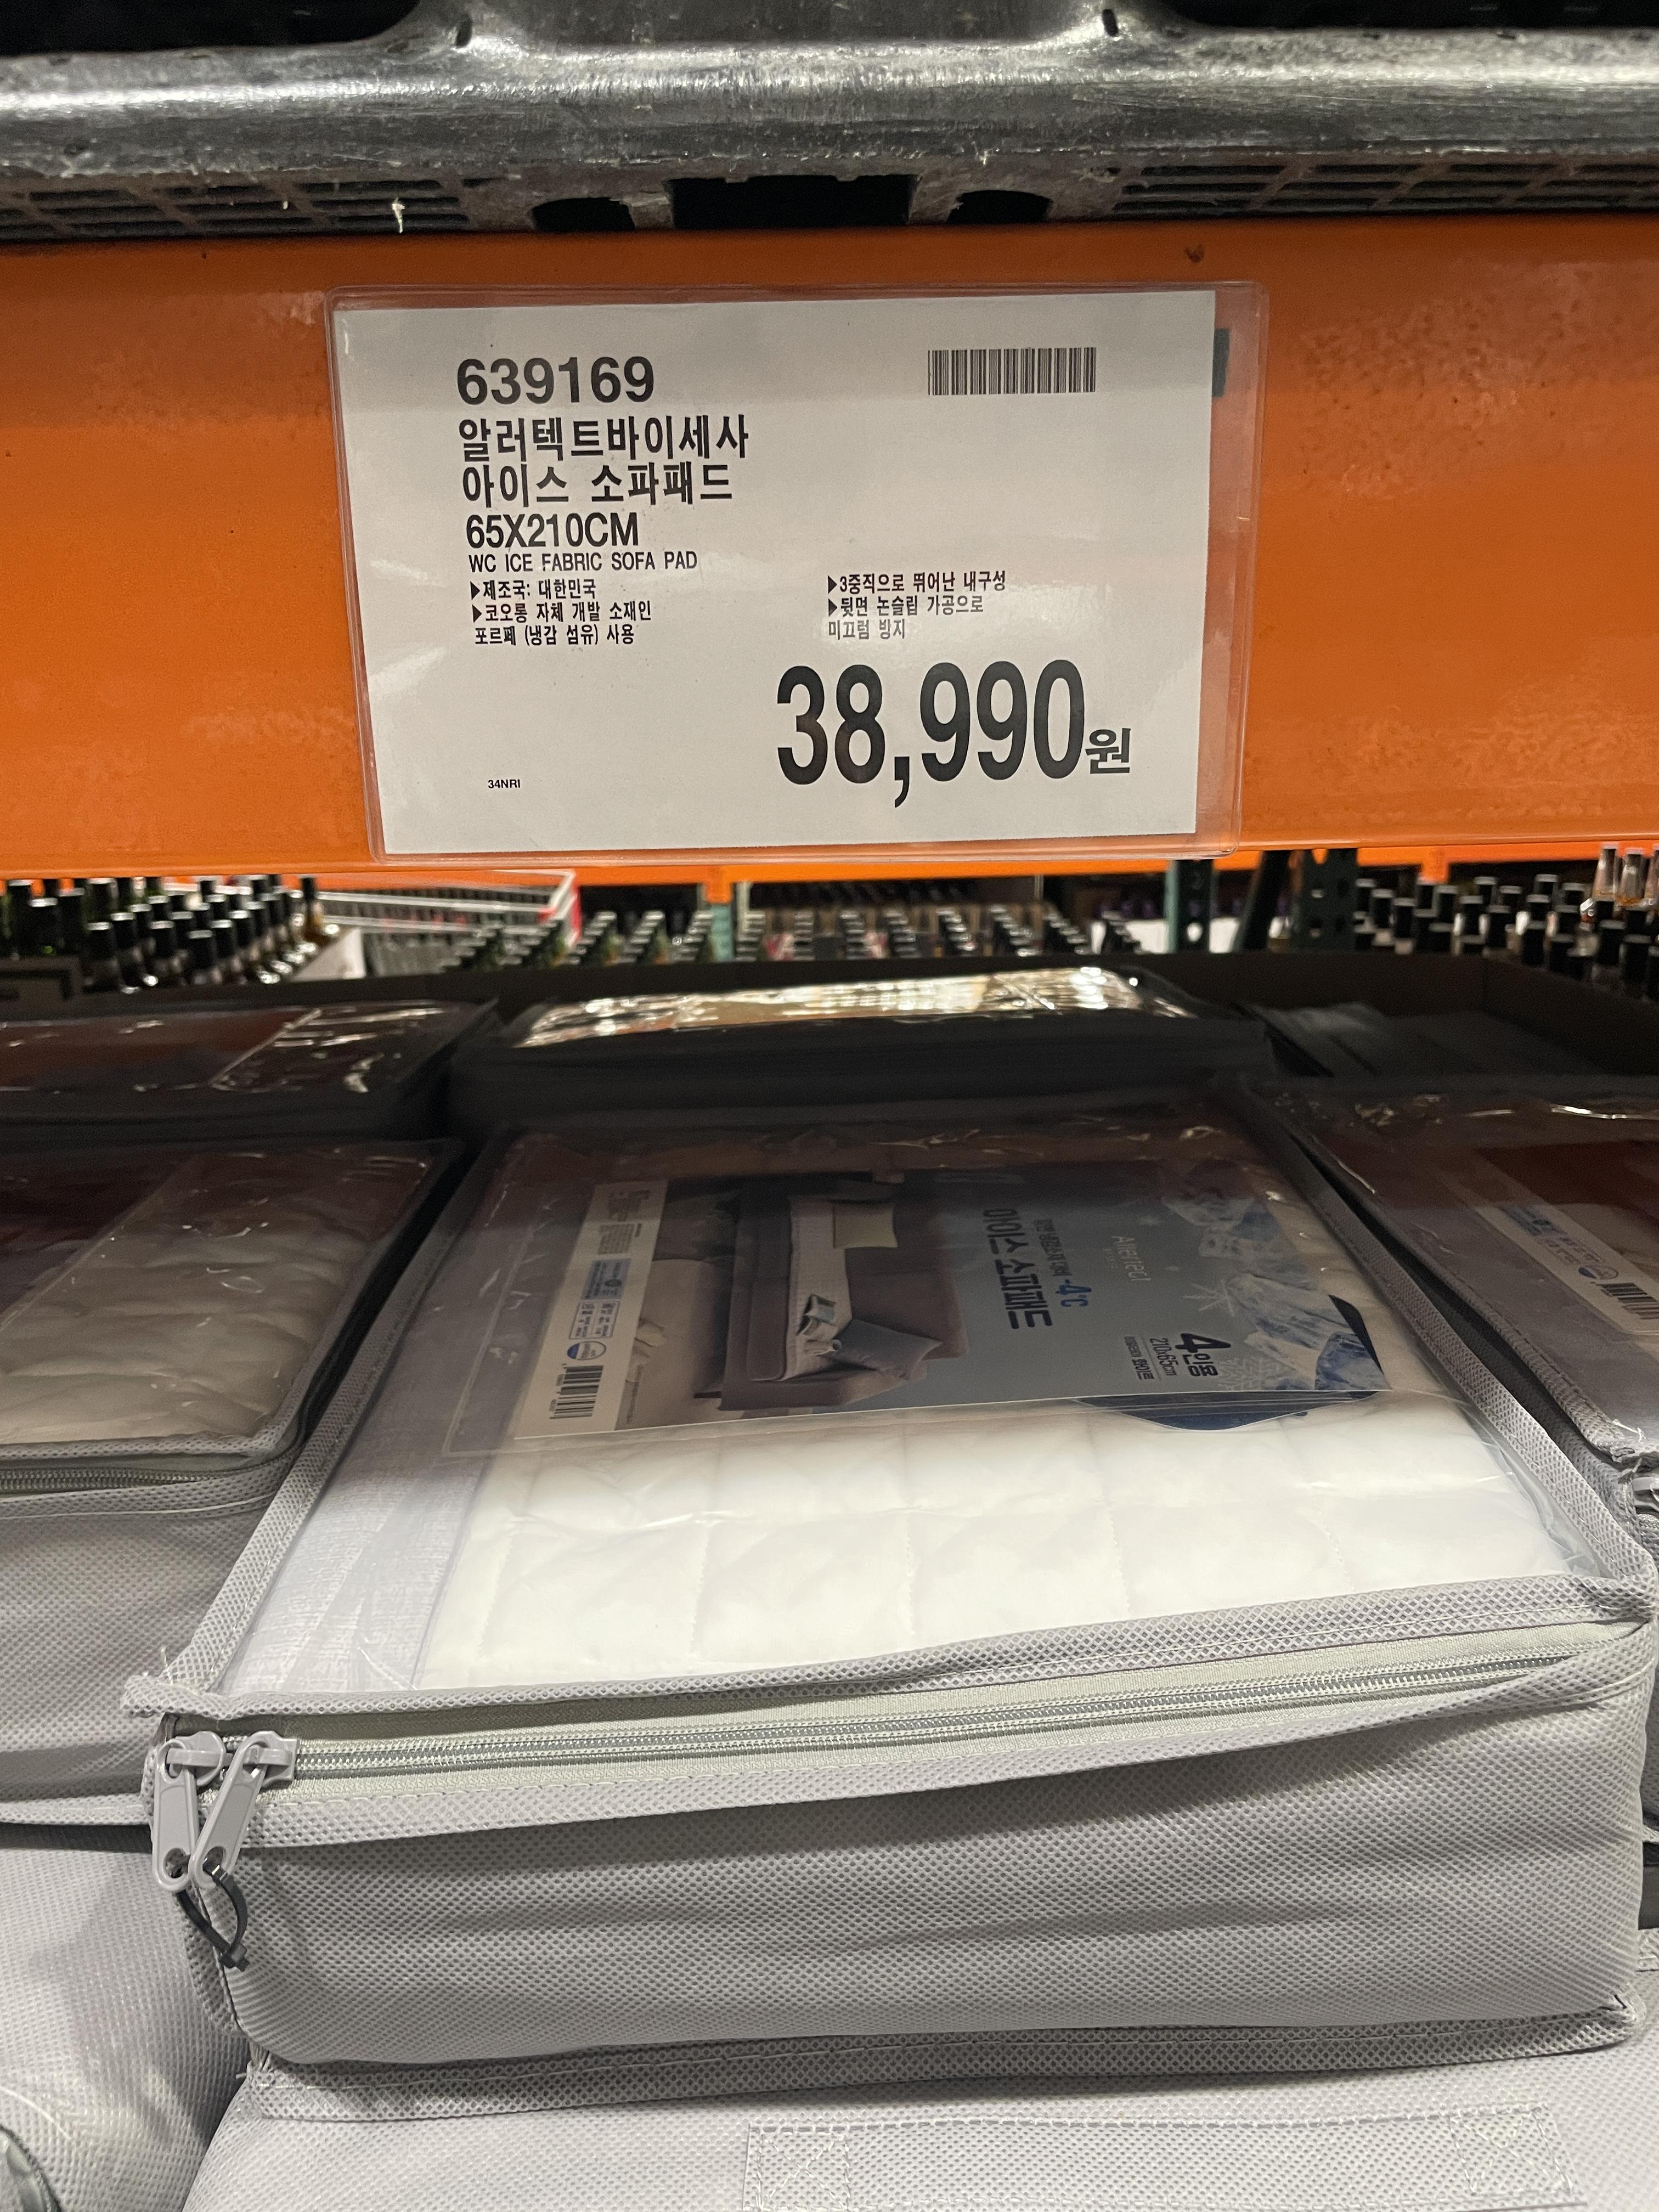 639169
알러텍트바이세사
아이스 소파패드
65X210CM
WC ICE FABRIC SOFA PAD
▶제조국: 대한민국
▶코오롱 자체 개발 소재인
포르페 (냉감 섬유) 사용
▶3중직으로 뛰어난 내구성
▶뒷면 논슬립 가공으로
미끄럼 방지
38,990원
34NRI
-4℃
아이스 소파패드
4인용
210x65cm
화이트